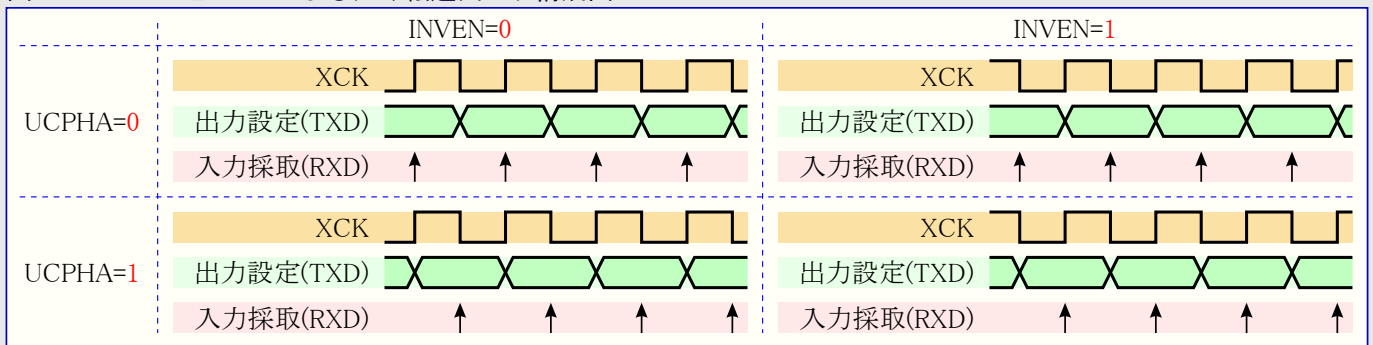 INVEN=0
INVEN=1
UCPHA=0
XCK
出力設定(TXD)
入力採取(RXD)
XCK
出力設定(TXD)
入力採取(RXD)
UCPHA=1
XCK
出力設定(TXD)
入力採取(RXD)
XCK
出力設定(TXD)
入力採取(RXD)